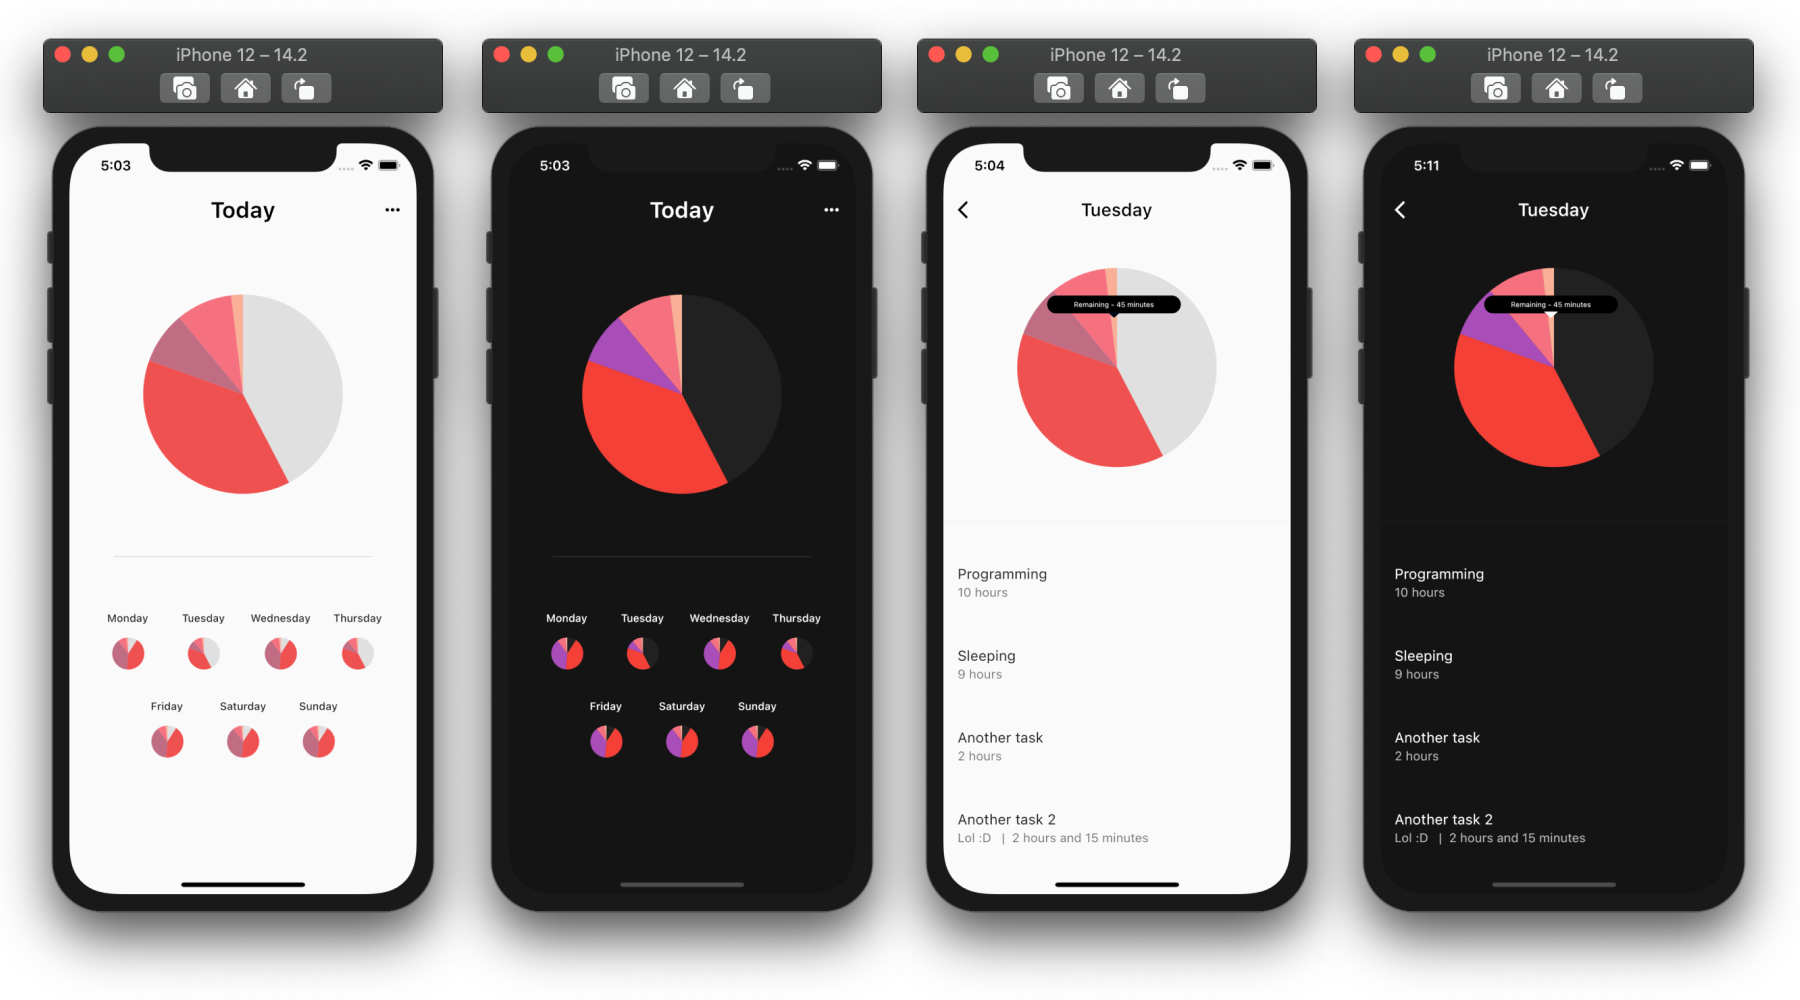 iPhone 12 – 14.2
5:03
Today
Monday Tuesday Wednesday Thursday
Friday Saturday Sunday
iPhone 12 – 14.2
5:03
Today
Monday Tuesday Wednesday Thursday
Friday Saturday Sunday
iPhone 12 – 14.2
5:04
Tuesday
Remaining - 45 minutes
Programming
10 hours
Sleeping
9 hours
Another task
2 hours
Another task 2
Lol :D | 2 hours and 15 minutes
iPhone 12 – 14.2
5:11
Tuesday
Remaining - 45 minutes
Programming
10 hours
Sleeping
9 hours
Another task
2 hours
Another task 2
Lol :D | 2 hours and 15 minutes